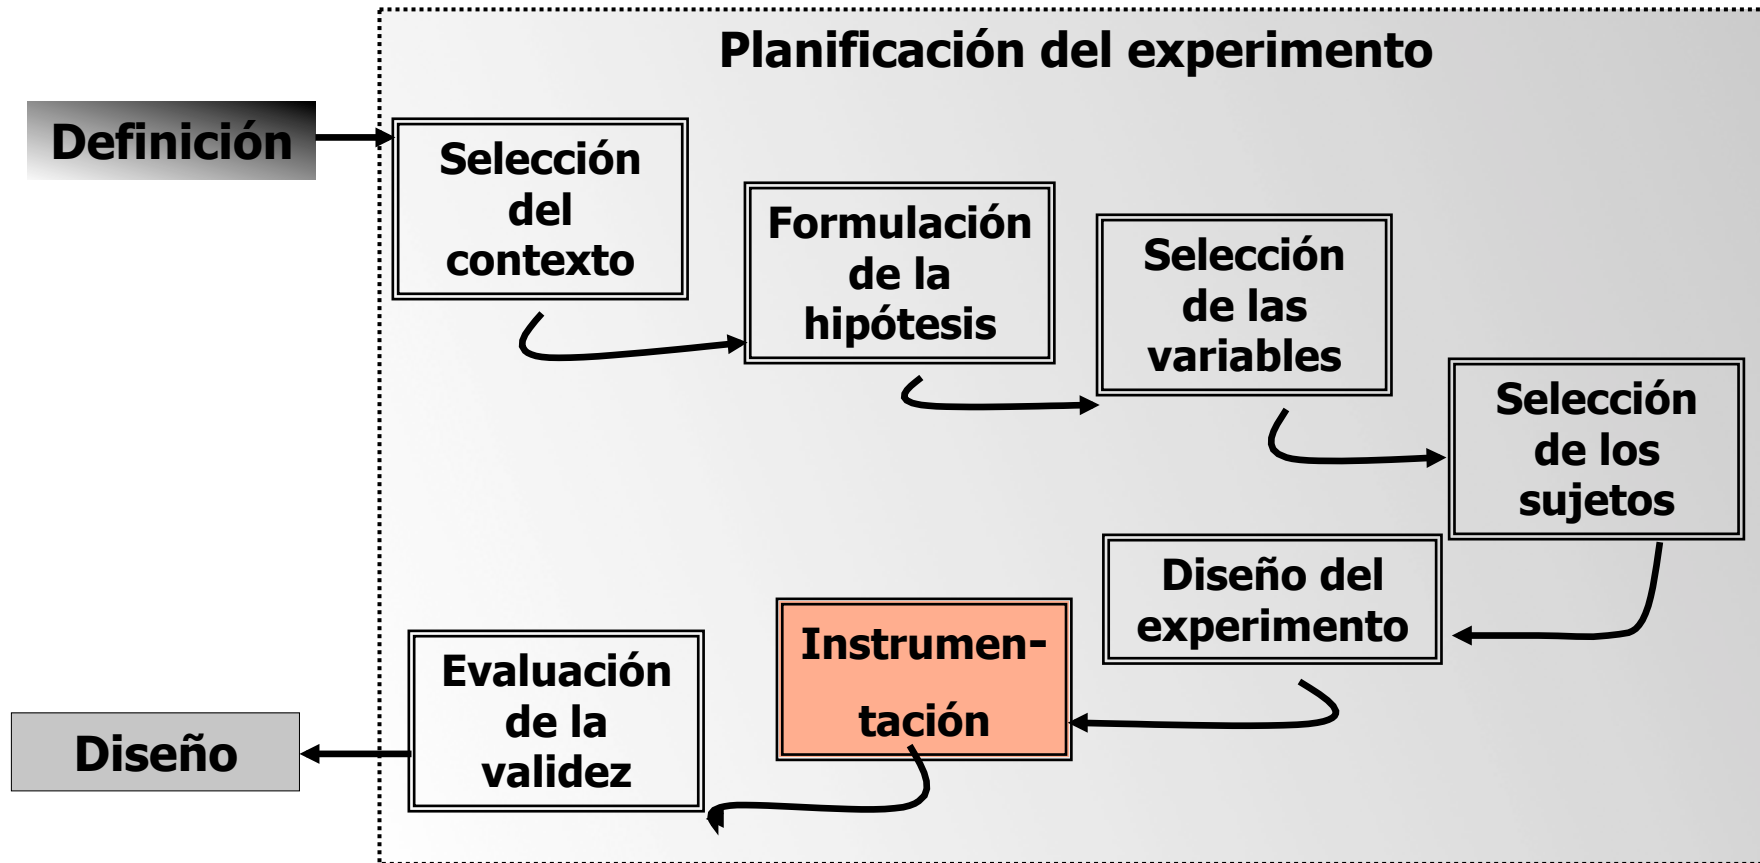 Planificación del experimento
Definición
Selección
del
contexto
Formulación
de la
hipótesis
Selección
de las
variables
Selección
de los
sujetos
Diseño del
experimento
Instrumen-
tación
Evaluación
de la
validez
Diseño